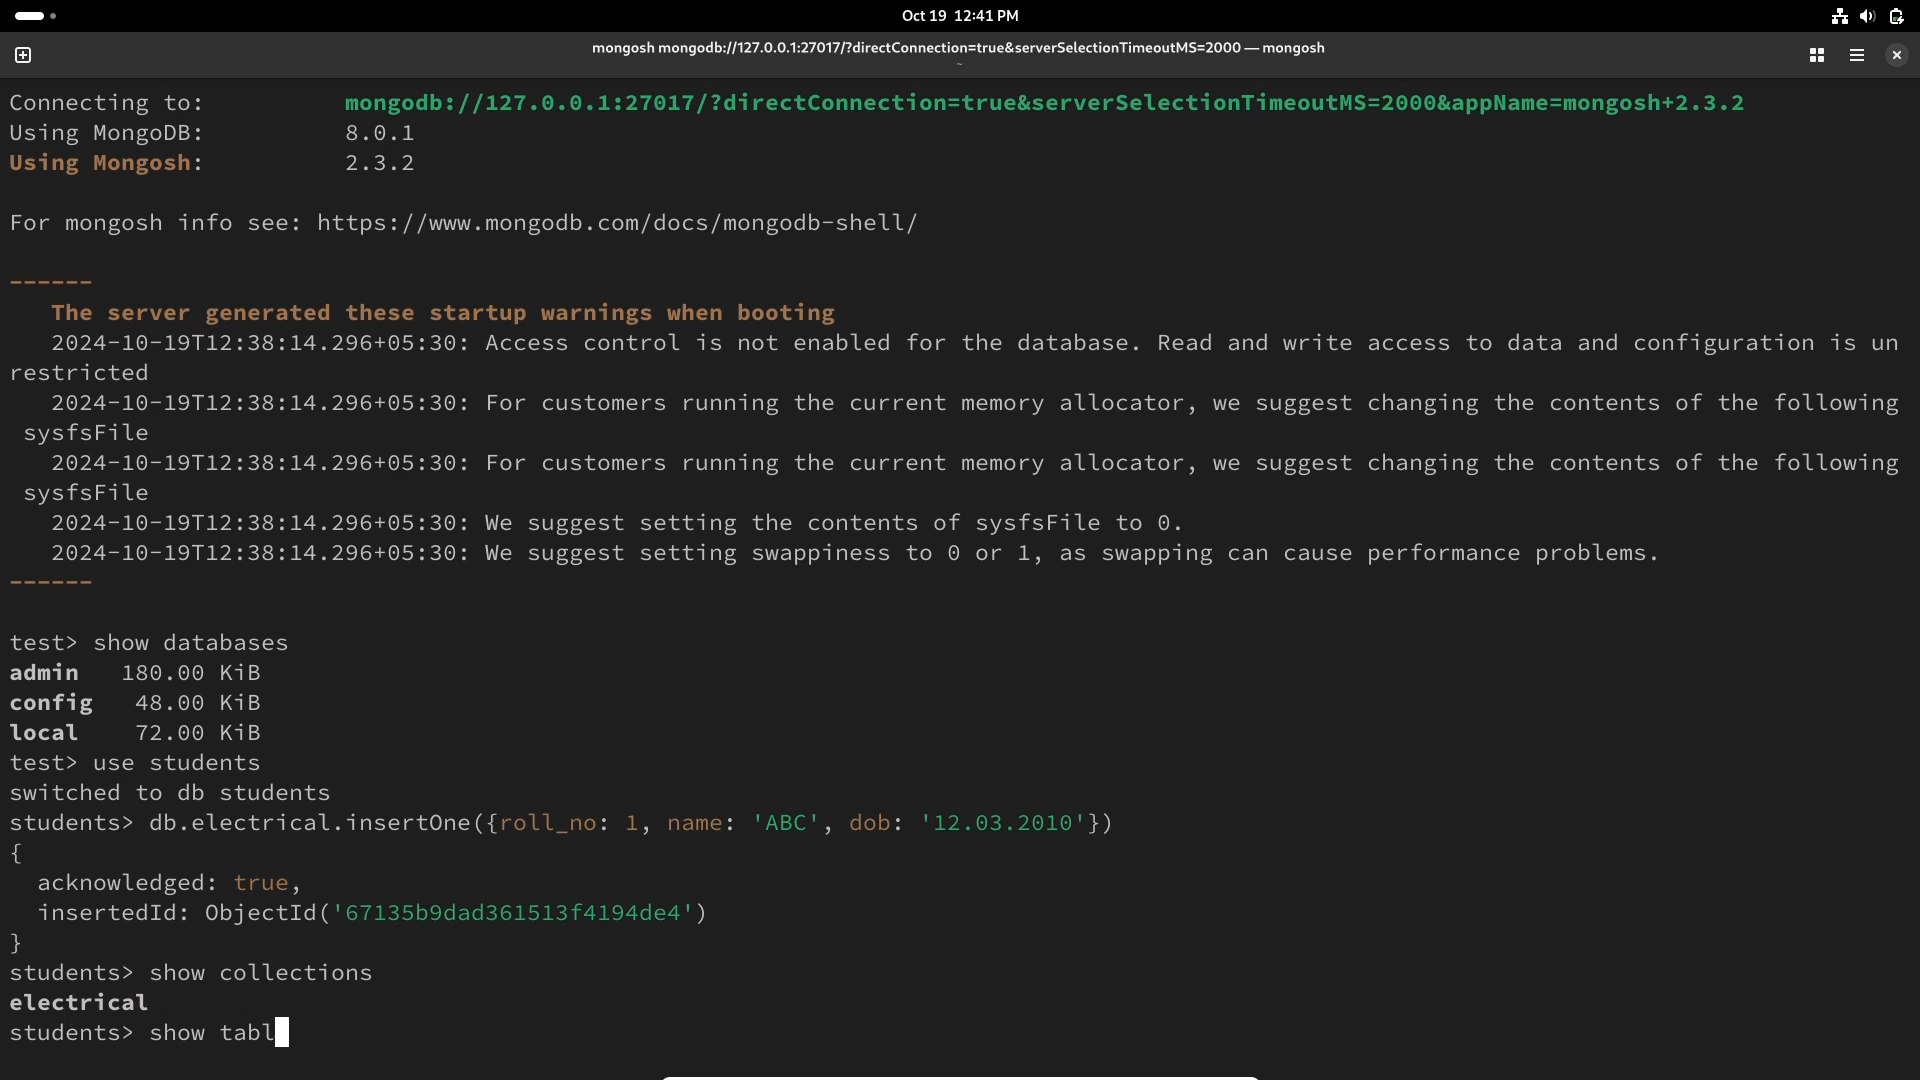 Oct 19 12:41 PM
mongosh mongodb://127.0.0.1:27017/?directConnection=true&serverSelectionTimeoutMS=2000 — mongosh
~
Connecting to: mongodb://127.0.0.1:27017/?directConnection=true&serverSelectionTimeoutMS=2000&appName=mongosh+2.3.2
Using MongoDB: 8.0.1
Using Mongosh: 2.3.2
For mongosh info see: https://www.mongodb.com/docs/mongodb-shell/
------
The server generated these startup warnings when booting
2024-10-19T12:38:14.296+05:30: Access control is not enabled for the database. Read and write access to data and configuration is un
restricted
2024-10-19T12:38:14.296+05:30: For customers running the current memory allocator, we suggest changing the contents of the following
sysfsFile
2024-10-19T12:38:14.296+05:30: For customers running the current memory allocator, we suggest changing the contents of the following
sysfsFile
2024-10-19T12:38:14.296+05:30: We suggest setting the contents of sysfsFile to 0.
2024-10-19T12:38:14.296+05:30: We suggest setting swappiness to 0 or 1, as swapping can cause performance problems.
------
test> show databases
admin 180.00 KiB
config 48.00 KiB
local 72.00 KiB
test> use students
switched to db students
students> db.electrical.insertOne({roll_no: 1, name: 'ABC', dob: '12.03.2010'})
{
acknowledged: true,
insertedId: ObjectId('67135b9dad361513f4194de4')
}
students> show collections
electrical
students> show tabl